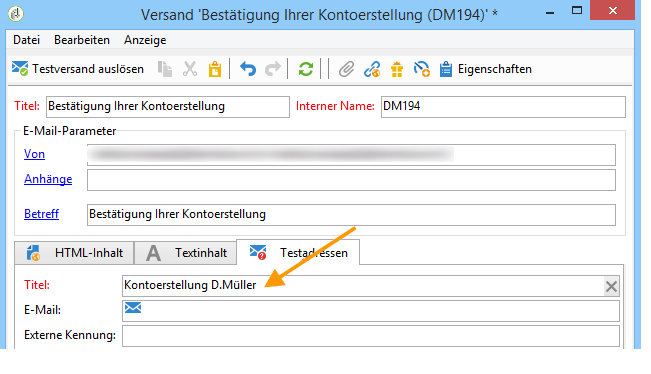 Versand 'Bestätigung Ihrer Kontoerstellung (DM194)' *
Datei Bearbeiten Anzeige
Testversand auslösen Eigenschaften
Titel: Bestätigung Ihrer Kontoerstellung Interner Name: DM194
E-Mail-Parameter
Von
Anhänge
Betreff Bestätigung Ihrer Kontoerstellung
HTML-Inhalt Textinhalt Testadressen
Titel: Kontoerstellung D.Müller
E-Mail:
Externe Kennung: